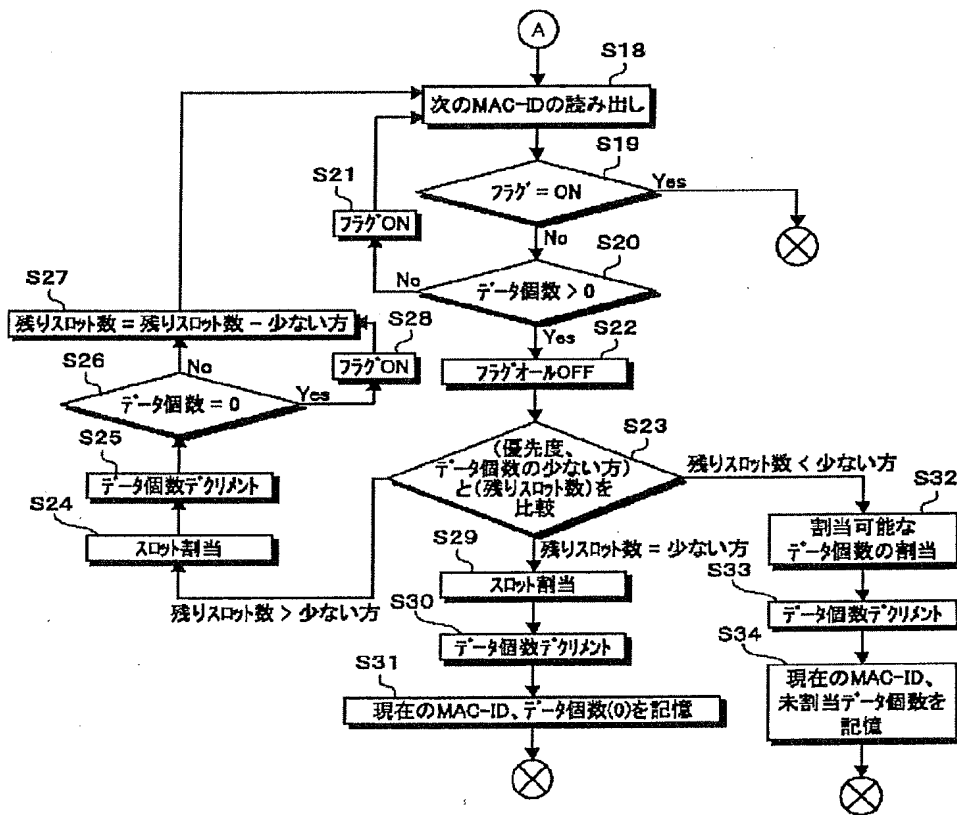 A
S18
次のMAC-IDの読み出し
S19
フラグ = ON
Yes
No
S21
フラグON
S20
データ個数 > 0
No
Yes
S22
フラグオールOFF
S27
残りスロット数 = 残りスロット数 - 少ない方
S28
フラグON
S26
データ個数 = 0
No
Yes
S25
データ個数デクリメント
S24
スロット割当
S23
(優先度、
データ個数の少ない方)
と(残りスロット数)を
比較
残りスロット数 < 少ない方
残りスロット数 = 少ない方
残りスロット数 > 少ない方
S29
スロット割当
S30
データ個数デクリメント
S31
現在のMAC-ID、データ個数(0)を記憶
S32
割当可能な
データ個数の割当
S33
データ個数デクリメント
S34
現在のMAC-ID、
未割当データ個数を
記憶